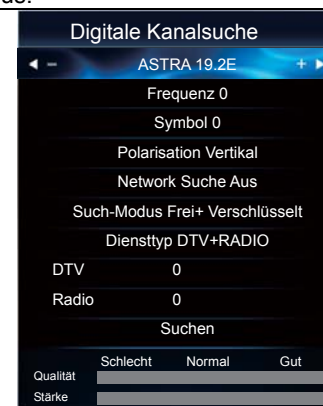 us.
Digitale Kanalsuche
ASTRA 19.2E
Frequenz 0
Symbol 0
Polarisation Vertikal
Network Suche Aus
Such-Modus Frei+ Verschlüsselt
Diensttyp DTV+RADIO
DTV 0
Radio 0
Suchen
Schlecht Normal Gut
Qualität
Stärke